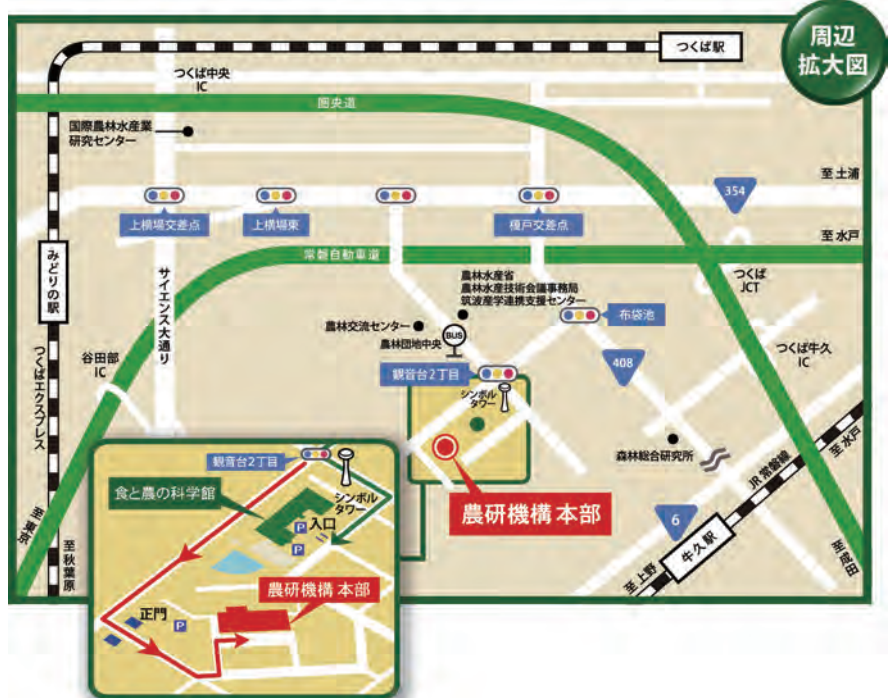 周辺
拡大図
つくば駅
つくば中央
IC
圏央道
国際農林水産業
研究センター
至 土浦
354
上横場交差点
上横場東
榎戸交差点
至 水戸
常磐自動車道
みどりの駅
サイエンス大通り
つくば
JCT
農林水産省
農林水産技術会議事務局
筑波産学連携支援センター
農林交流センター
BUS
農林団地中央
布袋池
408
つくば牛久
IC
谷田部
IC
つくばエクスプレス
観音台2丁目
シンボル
タワー
森林総合研究所
JR 常磐線
至 水戸
農研機構 本部
6
牛久駅
至 上野
至 成田
至 東京
至 秋葉原
観音台2丁目
食と農の科学館
シンボル
タワー
入口
P
P
農研機構 本部
正門
P